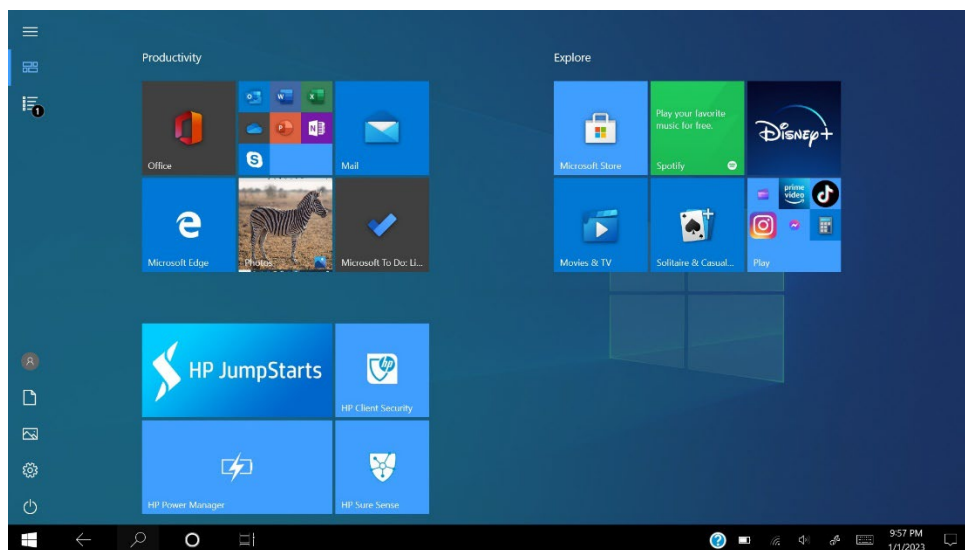 Productivity
Explore
Office
Mail
Microsoft Edge
Photos
Microsoft To Do: Li...
Microsoft Store
Play your favorite
music for free.
Spotify
Disney+
Movies & TV
Solitaire & Casual...
prime
video
Play
1
HP JumpStarts
hp
HP Client Security
HP Power Manager
HP Sure Sense
9:57 PM
1/1/2023